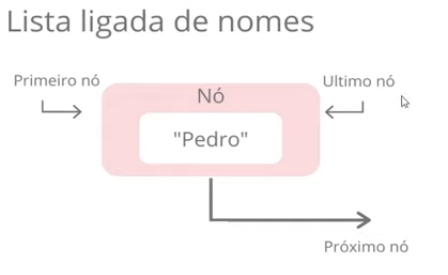 Lista ligada de nomes
Primeiro nó
Ultimo nó
Nó
"Pedro"
Próximo nó